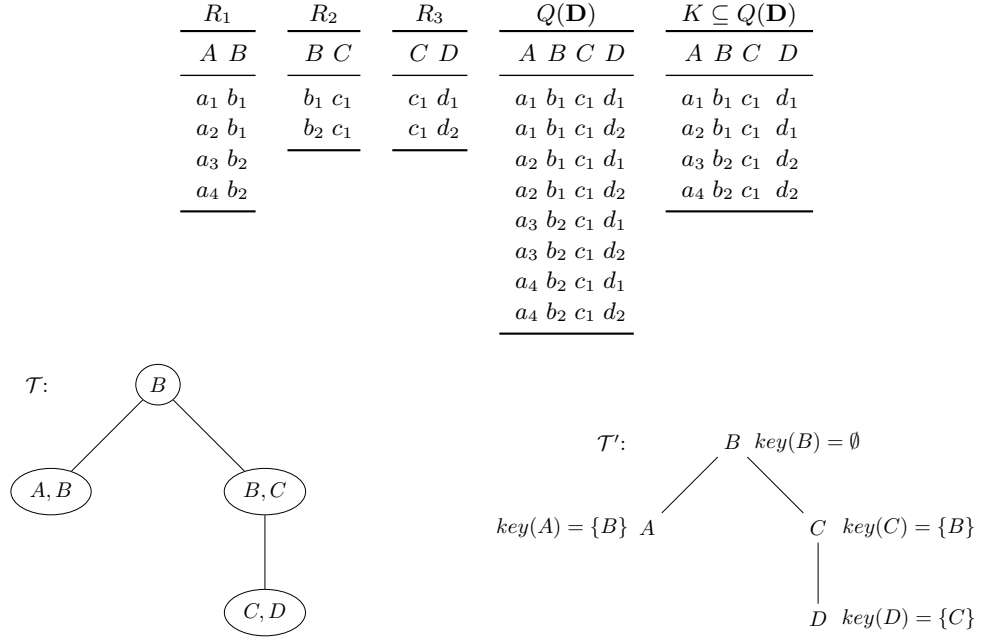 R₁ R₂ R₃ Q(𝐃) K ⊆ Q(𝐃)
A B B C C D A B C D A B C D
a₁ b₁ b₁ c₁ c₁ d₁ a₁ b₁ c₁ d₁ a₁ b₁ c₁ d₁
a₂ b₁ b₂ c₁ c₁ d₂ a₁ b₁ c₁ d₂ a₂ b₁ c₁ d₁
a₃ b₂ a₂ b₁ c₁ d₁ a₃ b₂ c₁ d₂
a₄ b₂ a₂ b₁ c₁ d₂ a₄ b₂ c₁ d₂
a₃ b₂ c₁ d₁
a₃ b₂ c₁ d₂
a₄ b₂ c₁ d₁
a₄ b₂ c₁ d₂
𝒯:
B
A, B
B, C
C, D
𝒯′:
B key(B) = ∅
key(A) = {B} A
C key(C) = {B}
D key(D) = {C}